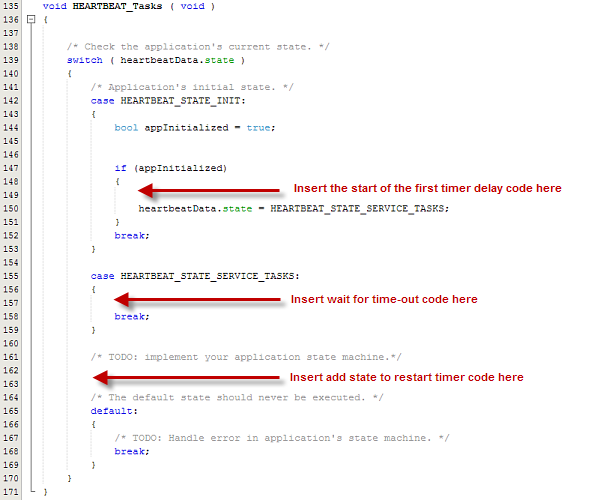 135 void HEARTBEAT_Tasks ( void )
136 {
137
138 /* Check the application's current state. */
139 switch ( heartbeatData.state )
140 {
141 /* Application's initial state. */
142 case HEARTBEAT_STATE_INIT:
143 {
144 bool appInitialized = true;
145
146
147 if (appInitialized)
148 { Insert the start of the first timer delay code here
149
150 heartbeatData.state = HEARTBEAT_STATE_SERVICE_TASKS;
151 }
152 break;
153 }
154
155 case HEARTBEAT_STATE_SERVICE_TASKS:
156 {
157 Insert wait for time-out code here
158 break;
159 }
160
161 /* TODO: implement your application state machine.*/
162
163 Insert add state to restart timer code here
164 /* The default state should never be executed. */
165 default:
166 {
167 /* TODO: Handle error in application's state machine. */
168 break;
169 }
170 }
171 }